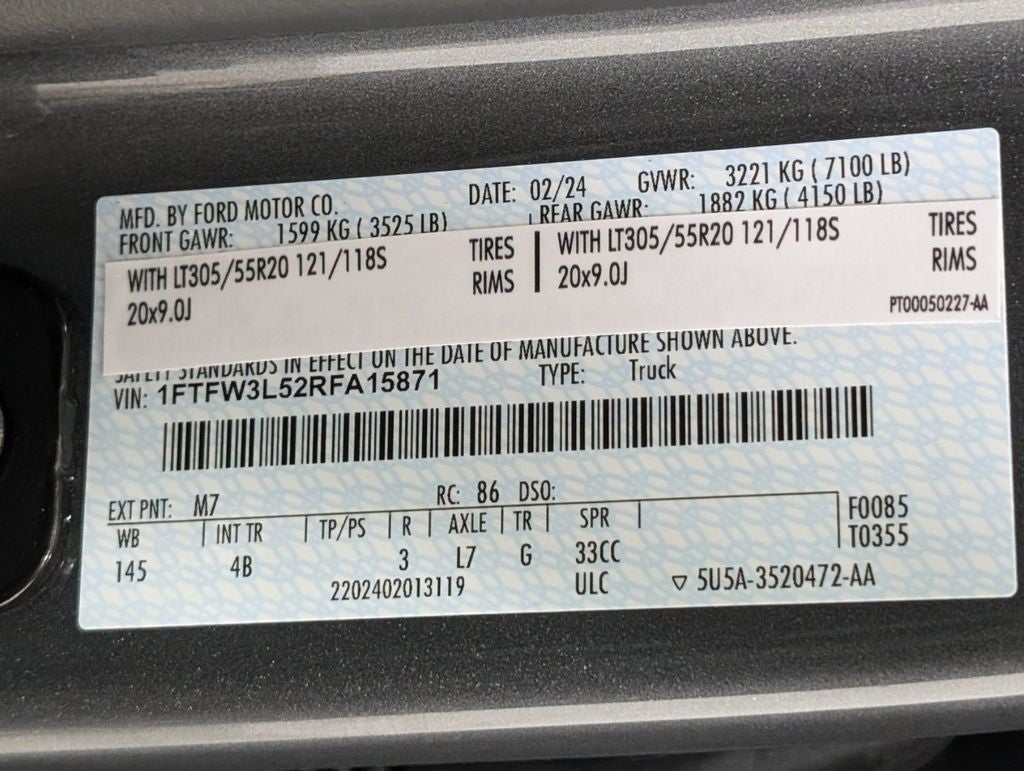 MFD. BY FORD MOTOR CO. DATE: 02/24 GVWR: 3221 KG ( 7100 LB)
FRONT GAWR: 1599 KG ( 3525 LB) REAR GAWR: 1882 KG ( 4150 LB)
WITH LT305/55R20 121/118S TIRES WITH LT305/55R20 121/118S TIRES
20x9.0J RIMS 20x9.0J RIMS
PT00050227-AA
SAFETY STANDARDS IN EFFECT ON THE DATE OF MANUFACTURE SHOWN ABOVE.
VIN: 1FTFW3L52RFA15871 TYPE: Truck
EXT PNT: M7 RC: 86 DSO:
WB INT TR TP/PS R AXLE TR SPR F0085
145 4B 3 L7 G 33CC T0355
2202402013119 ULC ▽ 5U5A-3520472-AA